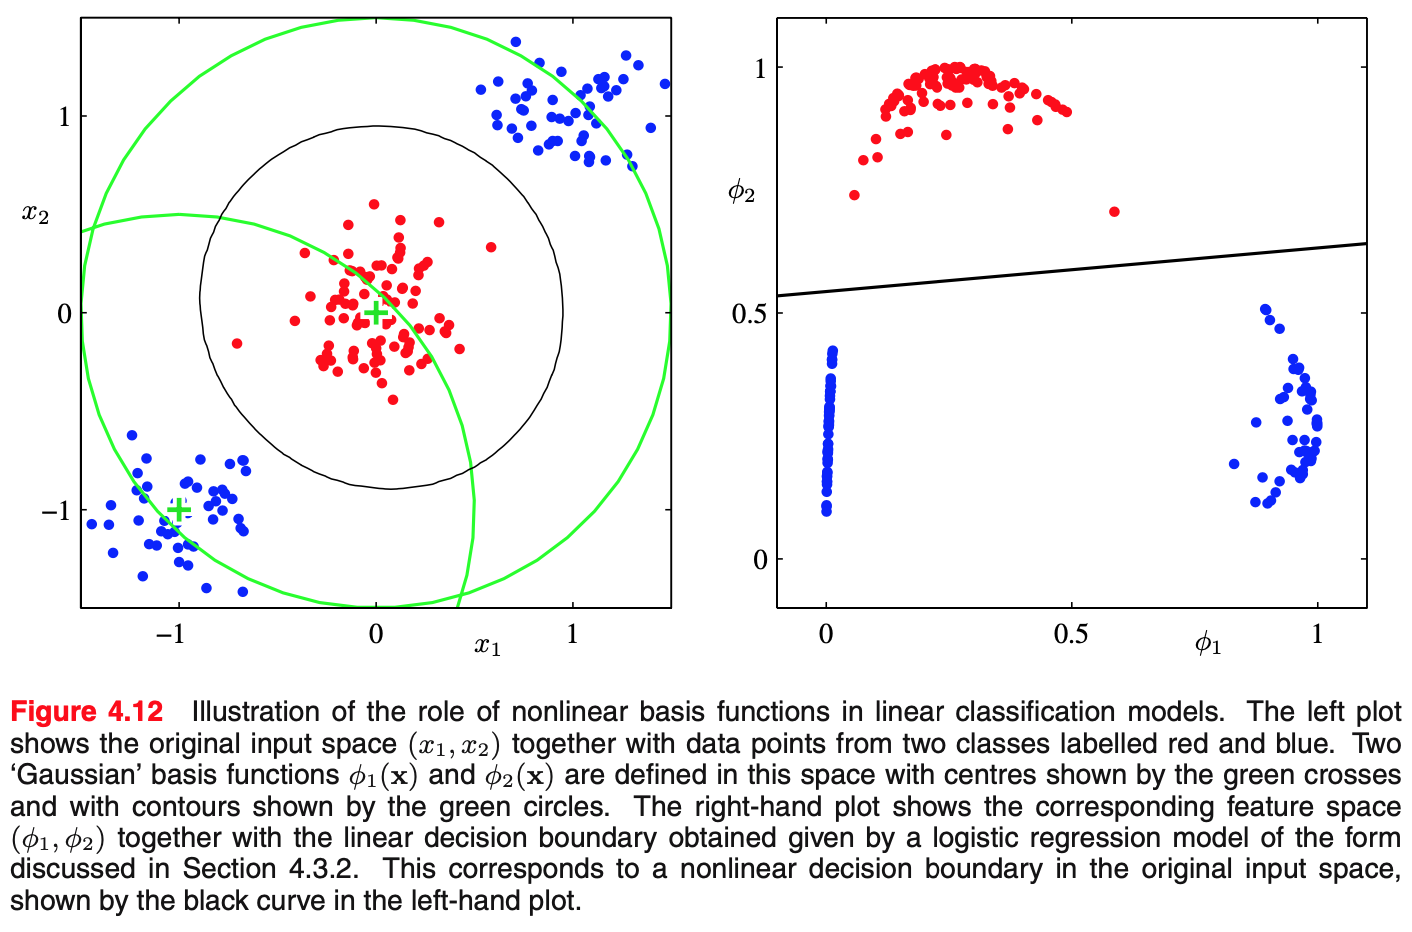 1
x₂
0
−1
−1
0
x₁
1
1
ϕ₂
0.5
0
0
0.5
ϕ₁
1
Figure 4.12 Illustration of the role of nonlinear basis functions in linear classification models. The left plot
shows the original input space (x₁, x₂) together with data points from two classes labelled red and blue. Two
‘Gaussian’ basis functions ϕ₁(x) and ϕ₂(x) are defined in this space with centres shown by the green crosses
and with contours shown by the green circles. The right-hand plot shows the corresponding feature space
(ϕ₁, ϕ₂) together with the linear decision boundary obtained given by a logistic regression model of the form
discussed in Section 4.3.2. This corresponds to a nonlinear decision boundary in the original input space,
shown by the black curve in the left-hand plot.